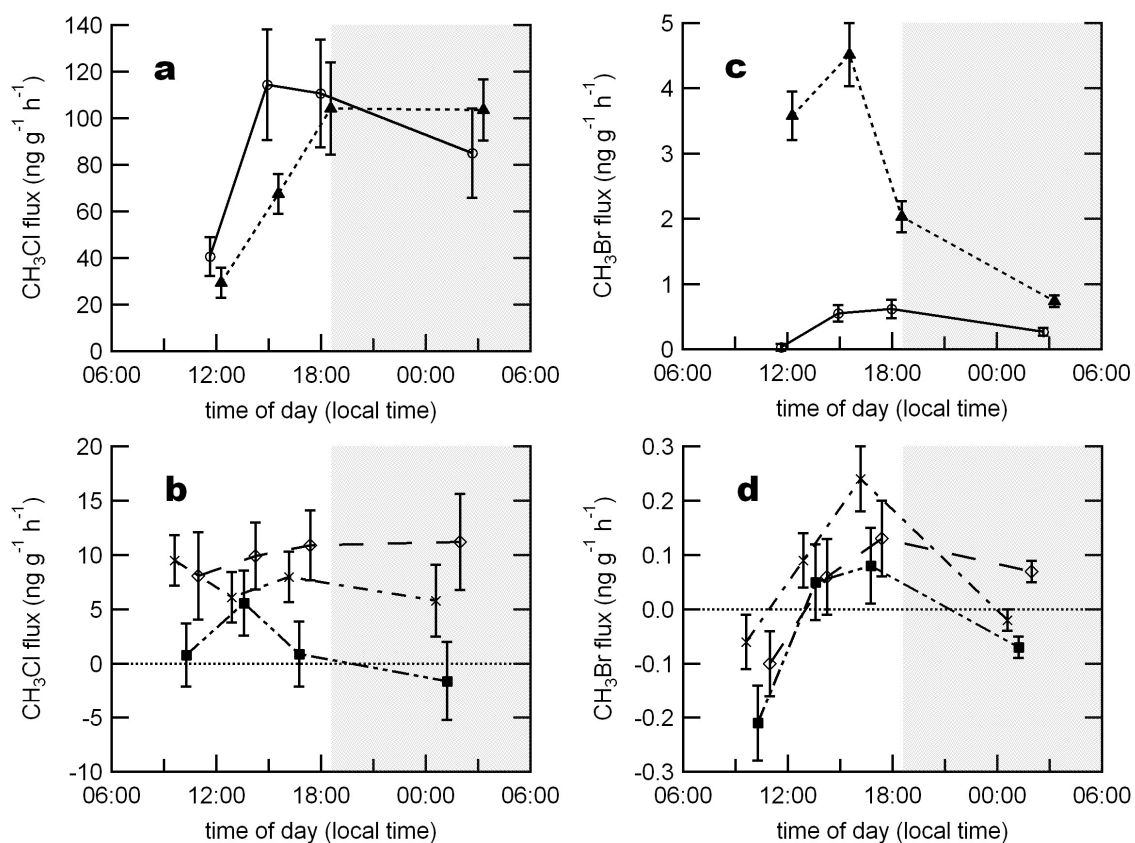 140
120
100
80
60
40
20
0
CH₃Cl flux (ng g⁻¹ h⁻¹)
a
06:00 12:00 18:00 00:00 06:00
time of day (local time)
5
4
3
2
1
0
CH₃Br flux (ng g⁻¹ h⁻¹)
c
06:00 12:00 18:00 00:00 06:00
time of day (local time)
20
15
10
5
0
-5
-10
CH₃Cl flux (ng g⁻¹ h⁻¹)
b
06:00 12:00 18:00 00:00 06:00
time of day (local time)
0.3
0.2
0.1
0.0
-0.1
-0.2
-0.3
CH₃Br flux (ng g⁻¹ h⁻¹)
d
06:00 12:00 18:00 00:00 06:00
time of day (local time)